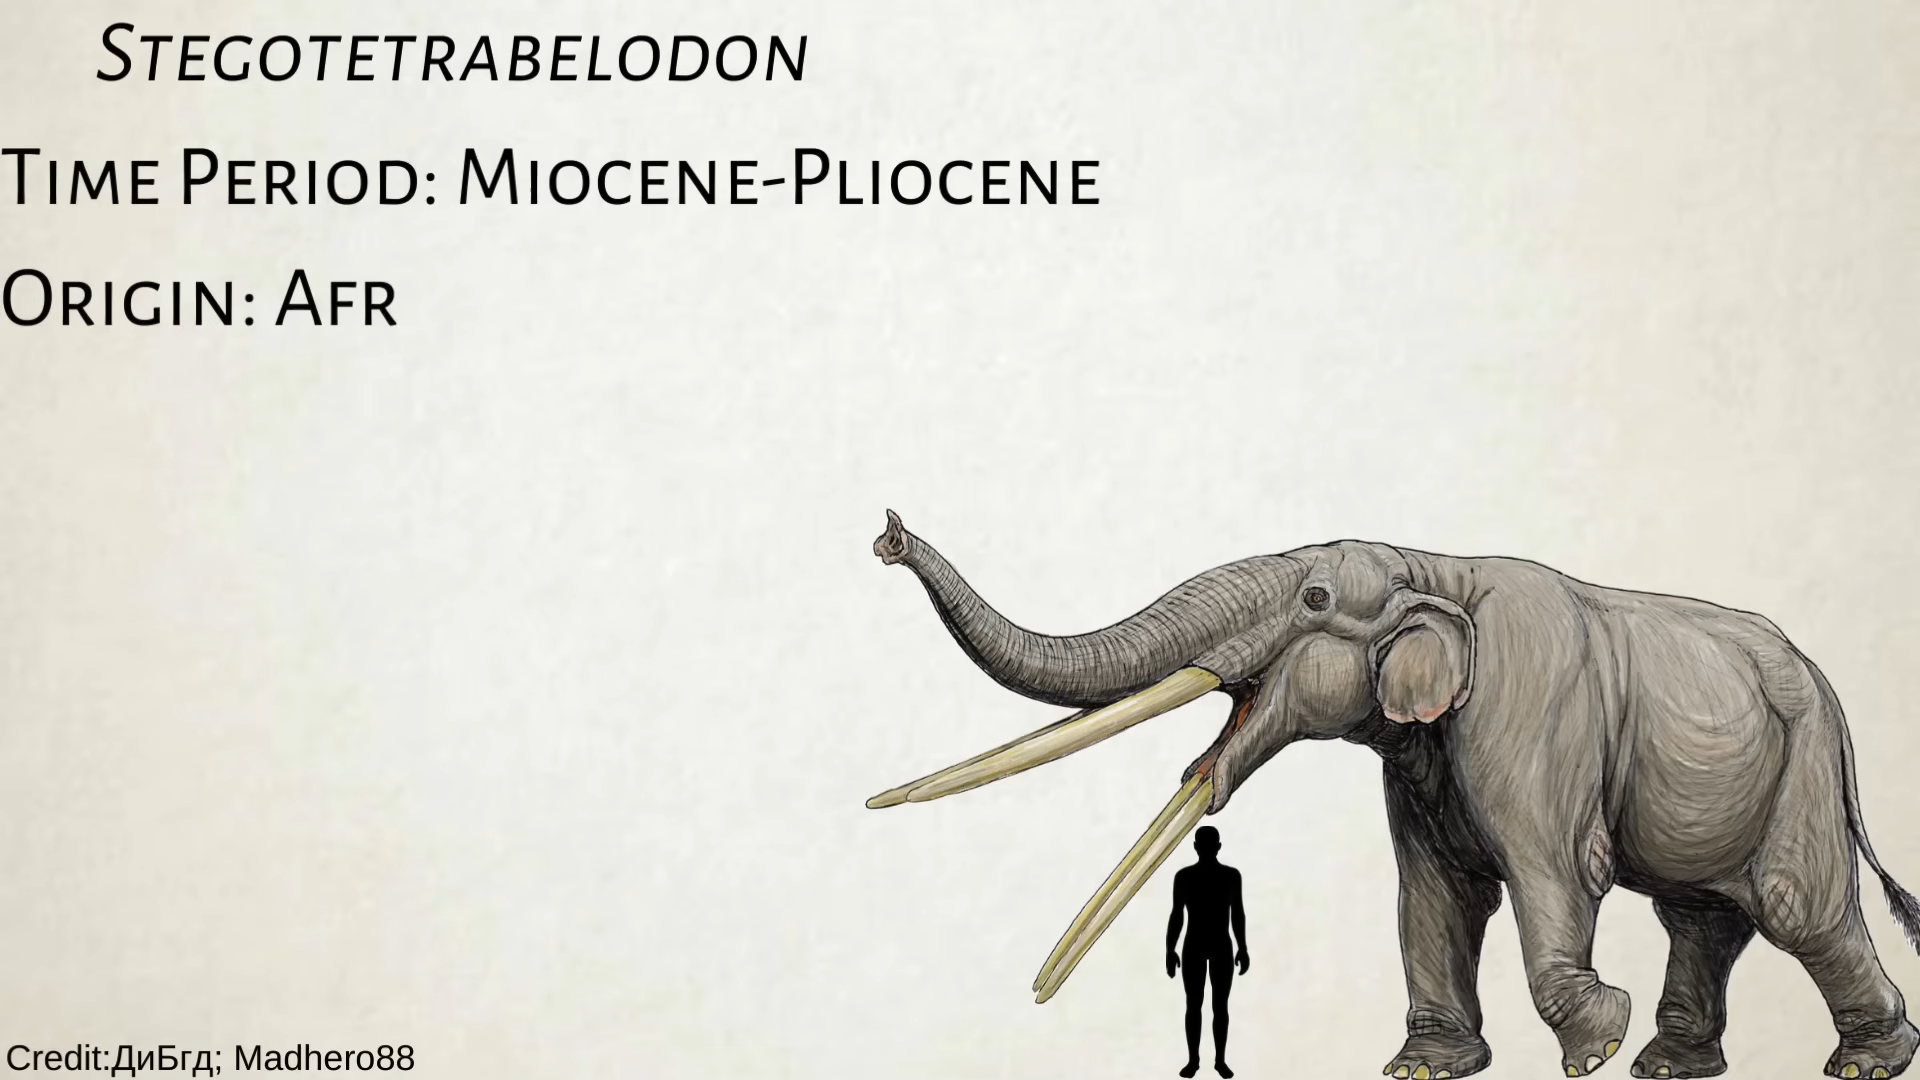 Stegotetrabelodon
Time Period: Miocene-Pliocene
Origin: Afr
Credit:ДиБгд; Madhero88